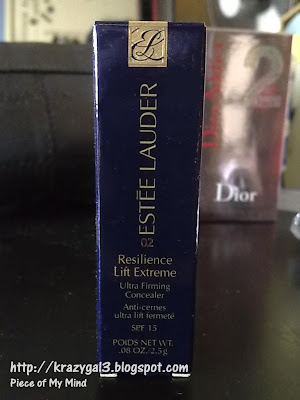 02 ESTĒE LAUDER
Resilience
Lift Extreme
Ultra Firming
Concealer
Anti-cernes
ultra lift fermeté
SPF 15
POIDS NET WT.
.08 OZ./2,5g
2
Dior
http://krazygal3.blogspot.com
Piece of My Mind